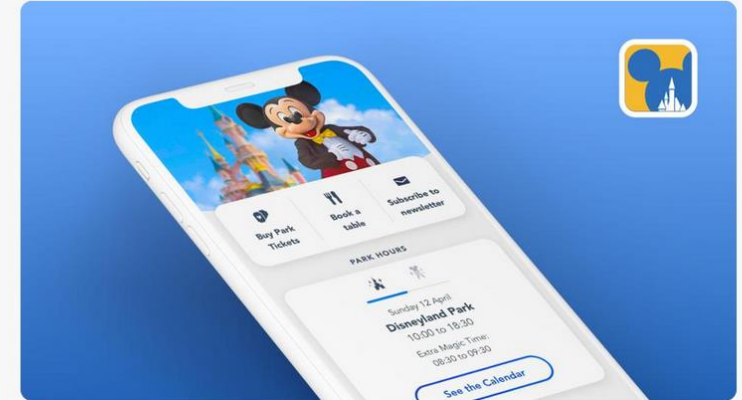 Buy Park
Tickets
Book a
table
Subscribe to
newsletter
PARK HOURS
Sunday 12 April
Disneyland Park
10:00 to 18:30
Extra Magic Time:
08:30 to 09:30
See the Calendar